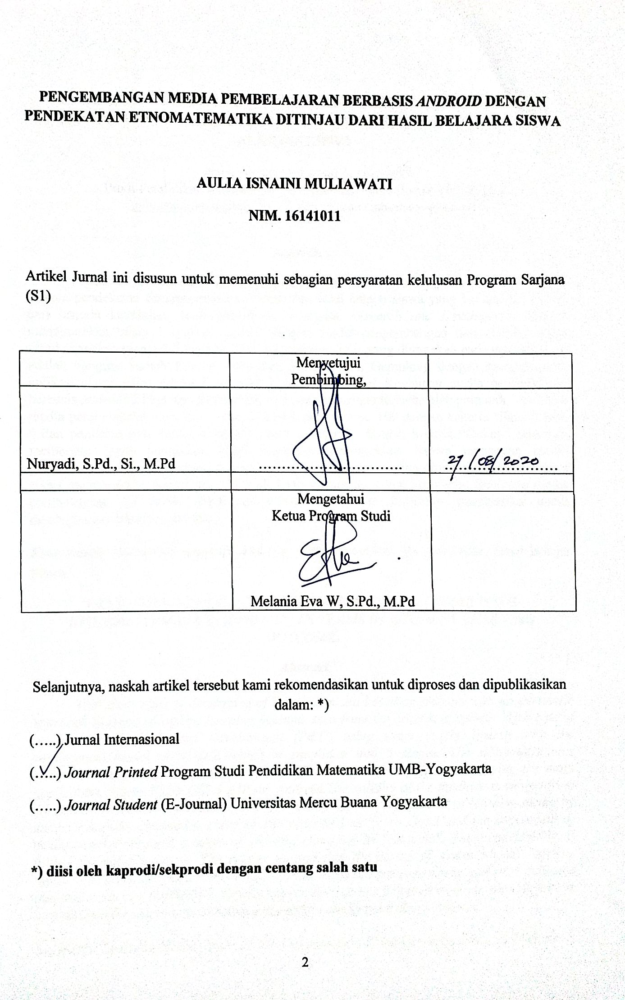 PENGEMBANGAN MEDIA PEMBELAJARAN BERBASIS ANDROID DENGAN
PENDEKATAN ETNOMATEMATIKA DITINJAU DARI HASIL BELAJARA SISWA
AULIA ISNAINI MULIAWATI
NIM. 16141011
Artikel Jurnal ini disusun untuk memenuhi sebagian persyaratan kelulusan Program Sarjana
(S1)
Menyetujui
Pembimbing,
Nuryadi, S.Pd., Si., M.Pd
27/08/2020
Mengetahui
Ketua Program Studi
Melania Eva W, S.Pd., M.Pd
Selanjutnya, naskah artikel tersebut kami rekomendasikan untuk diproses dan dipublikasikan
dalam: *)
(.....) Jurnal Internasional
(.....) Journal Printed Program Studi Pendidikan Matematika UMB-Yogyakarta
(.....) Journal Student (E-Journal) Universitas Mercu Buana Yogyakarta
*) diisi oleh kaprodi/sekprodi dengan centang salah satu
2